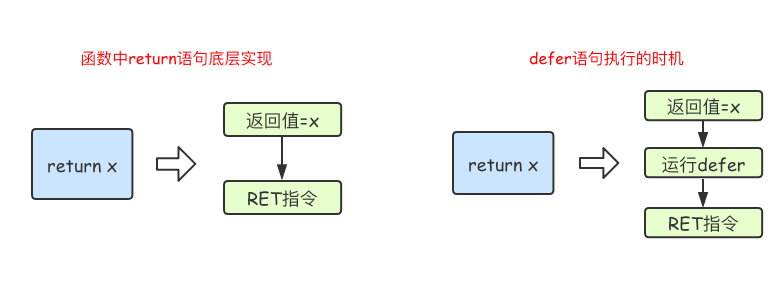 函数中return语句底层实现
return x
返回值=x
RET指令
defer语句执行的时机
return x
返回值=x
运行defer
RET指令